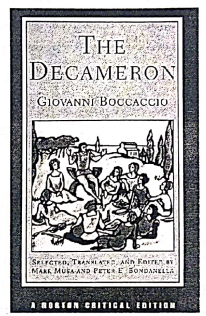 THE
DECAMERON
GIOVANNI BOCCACCIO
SELECTED, TRANSLATED, AND EDITED BY
MARK MUSA AND PETER E. BONDANELLA
A NORTON CRITICAL EDITION